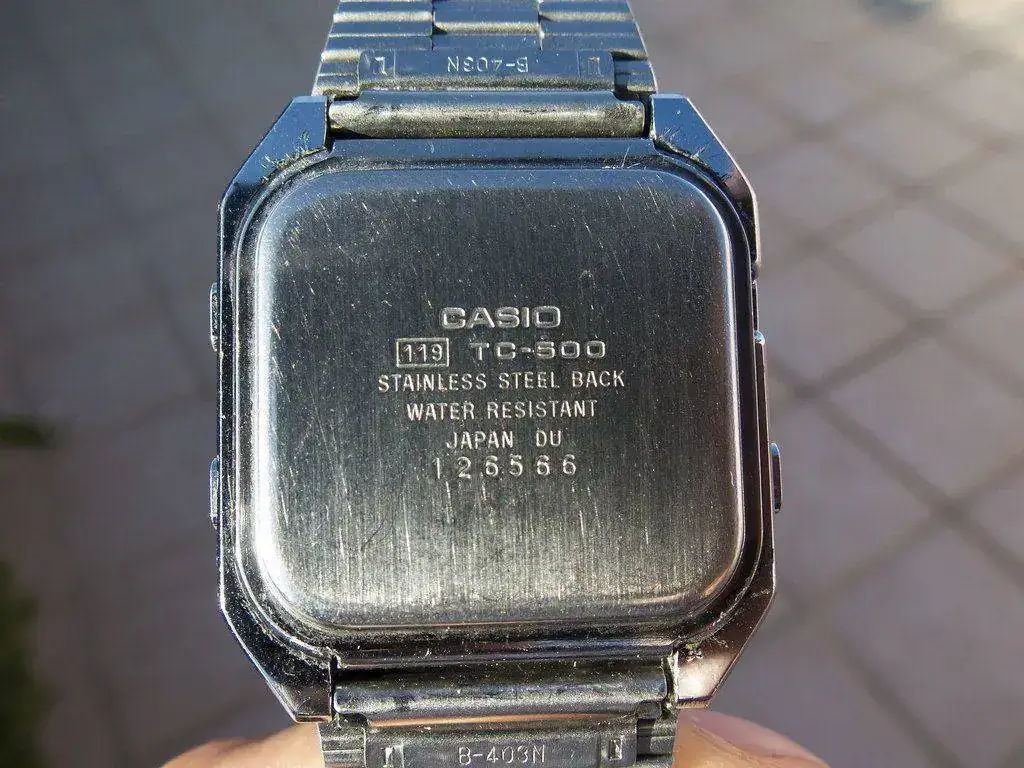 B-403N
CASIO
119 TC-500
STAINLESS STEEL BACK
WATER RESISTANT
JAPAN DU
126566
B-403N